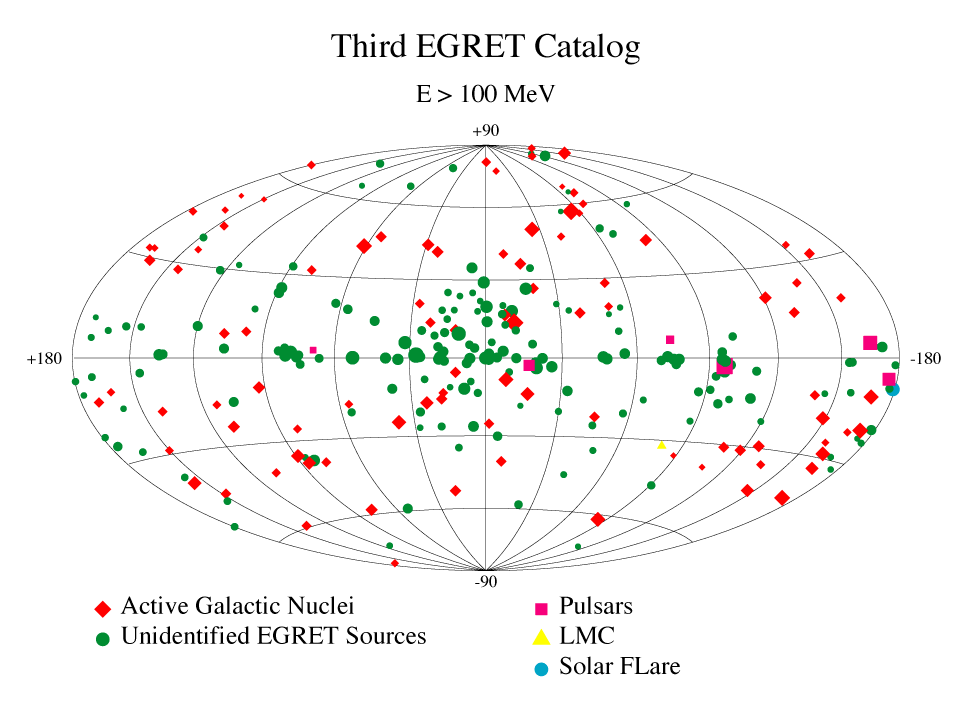 Third EGRET Catalog
E > 100 MeV
+90
+180
-180
-90
Active Galactic Nuclei
Unidentified EGRET Sources
Pulsars
LMC
Solar FLare